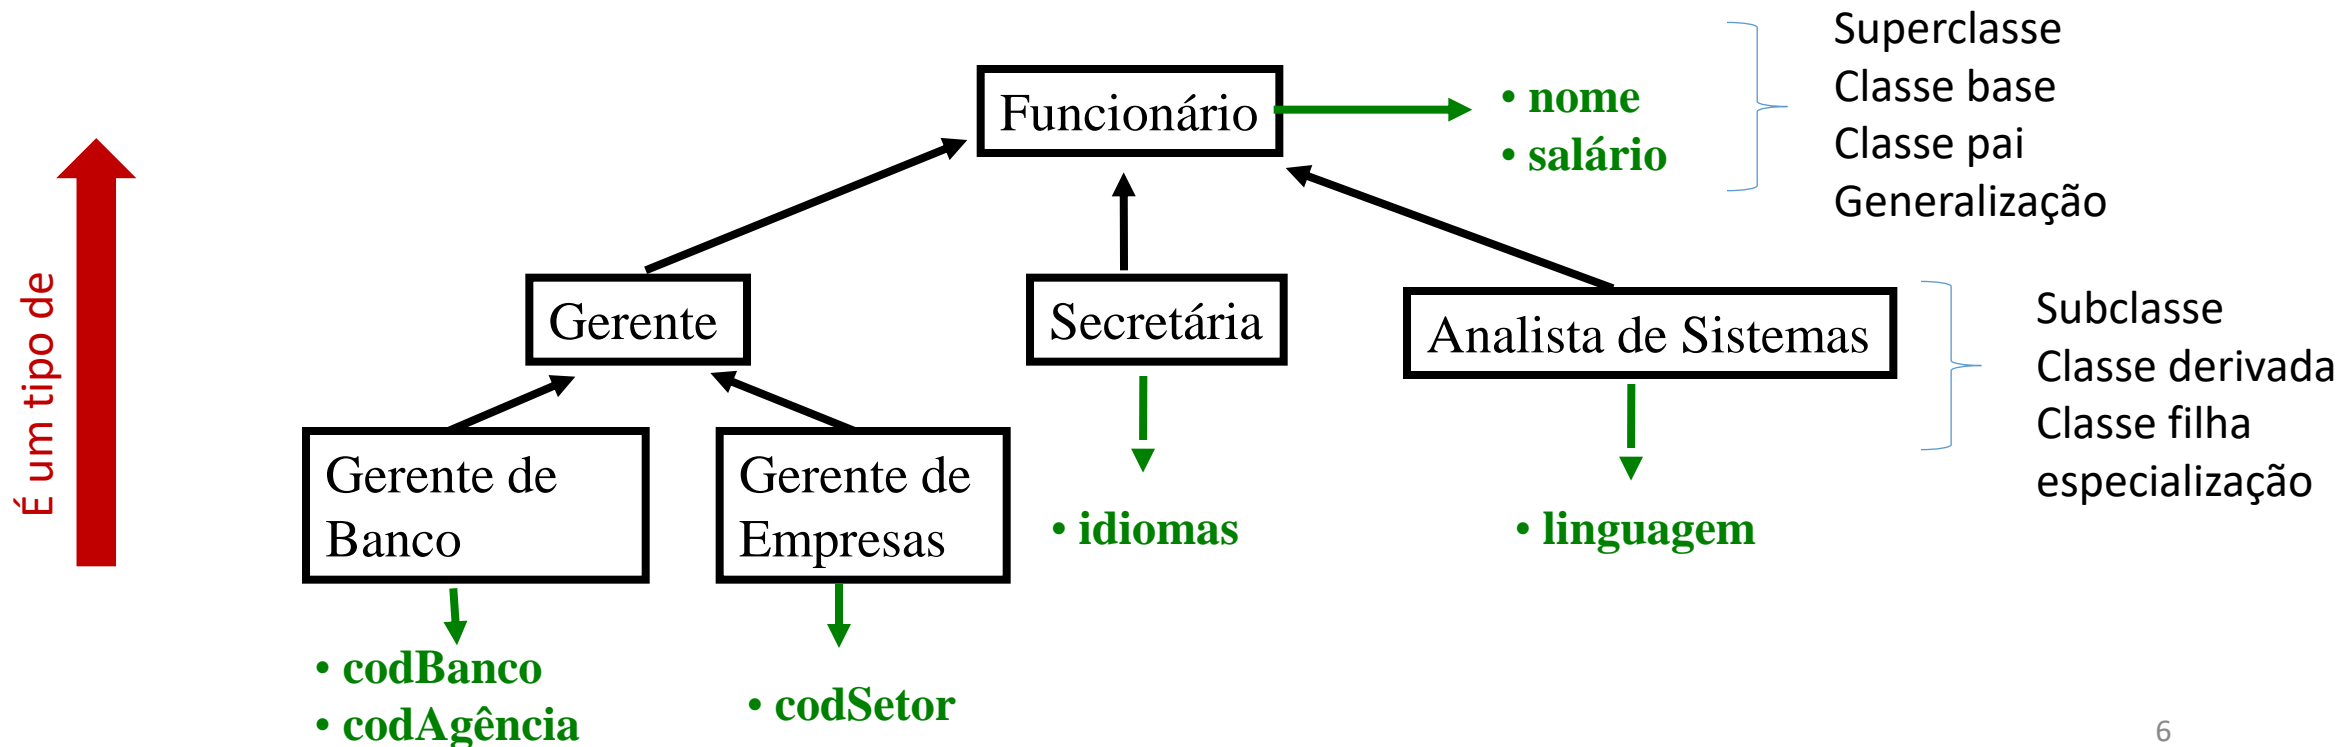 Superclasse
Classe base
Classe pai
Generalização
Funcionário
• nome
• salário
É um tipo de
Gerente
Secretária
Analista de Sistemas
Subclasse
Classe derivada
Classe filha
especialização
Gerente de
Banco
Gerente de
Empresas
• idiomas
• linguagem
• codBanco
• codAgência
• codSetor
6